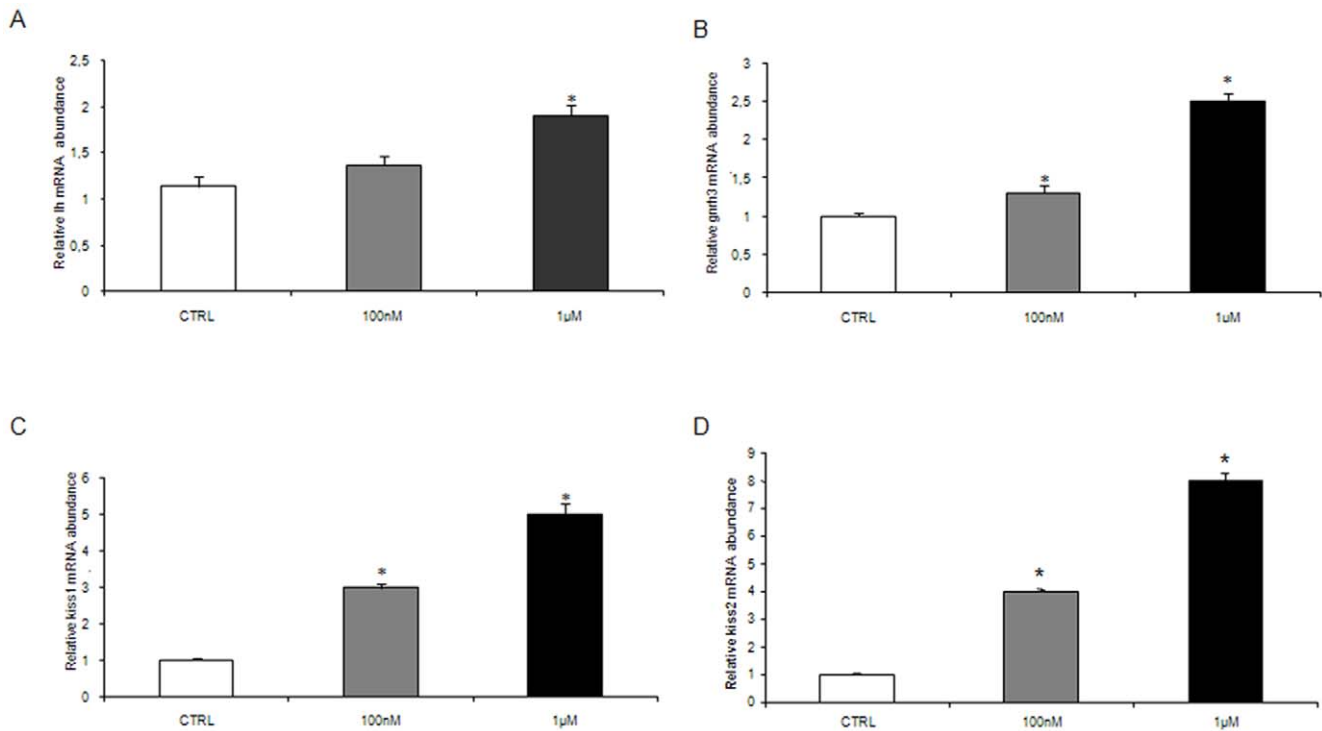 A
Relative lh mRNA abundance
2,5
2
1,5
1
0,5
0
*
CTRL
100nM
1µM
B
Relative gnrh3 mRNA abundance
3
2,5
2
1,5
1
0,5
0
*
*
CTRL
100nM
1µM
C
Relative kiss1 mRNA abundance
6
5
4
3
2
1
0
*
*
CTRL
100nM
1µM
D
Relative kiss2 mRNA abundance
9
8
7
6
5
4
3
2
1
0
*
*
CTRL
100nM
1µM